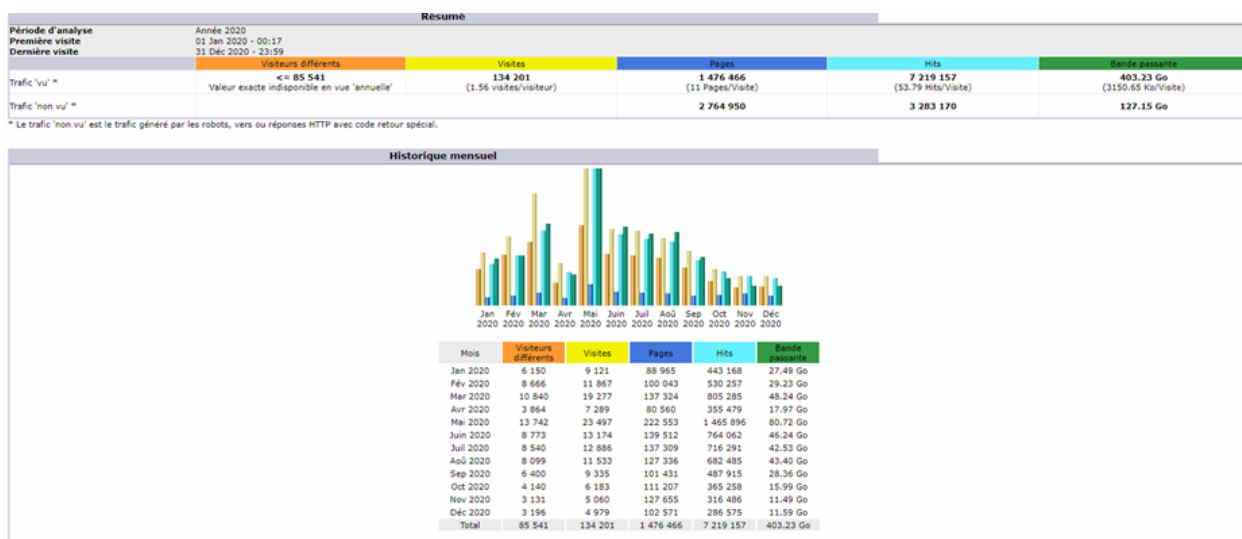 Résumé
Période d'analyse Année 2020
Première visite 01 Jan 2020 - 00:17
Dernière visite 31 Déc 2020 - 23:59
Visiteurs différents Visites Pages Hits Bande passante
Trafic 'vu' * <= 85 541 134 201 1 476 466 7 219 157 403.23 Go
Valeur exacte indisponible en vue 'annuelle' (1.56 visites/visiteur) (11 Pages/Visite) (53.79 Hits/Visite) (3150.65 Ko/Visite)
Trafic 'non vu' * 2 764 950 3 283 170 127.15 Go
* Le trafic 'non vu' est le trafic généré par les robots, vers ou réponses HTTP avec code retour spécial.
Historique mensuel
Jan Fév Mar Avr Mai Juin Juil Aoû Sep Oct Nov Déc
2020 2020 2020 2020 2020 2020 2020 2020 2020 2020 2020 2020
Mois Visiteurs différents Visites Pages Hits Bande passante
Jan 2020 6 150 9 121 88 965 443 168 27.49 Go
Fév 2020 8 666 11 867 100 043 530 257 29.23 Go
Mar 2020 10 840 19 277 137 324 805 285 48.24 Go
Avr 2020 3 864 7 289 80 560 355 479 17.97 Go
Mai 2020 13 742 23 497 222 553 1 465 896 80.72 Go
Juin 2020 8 773 13 174 139 512 764 062 46.24 Go
Juil 2020 8 540 12 886 137 309 716 291 42.53 Go
Aoû 2020 8 099 11 533 127 336 682 485 43.40 Go
Sep 2020 6 400 9 335 101 431 487 915 28.36 Go
Oct 2020 4 140 6 183 111 207 365 258 15.99 Go
Nov 2020 3 131 5 060 127 655 316 486 11.49 Go
Déc 2020 3 196 4 979 102 571 286 575 11.59 Go
Total 85 541 134 201 1 476 466 7 219 157 403.23 Go